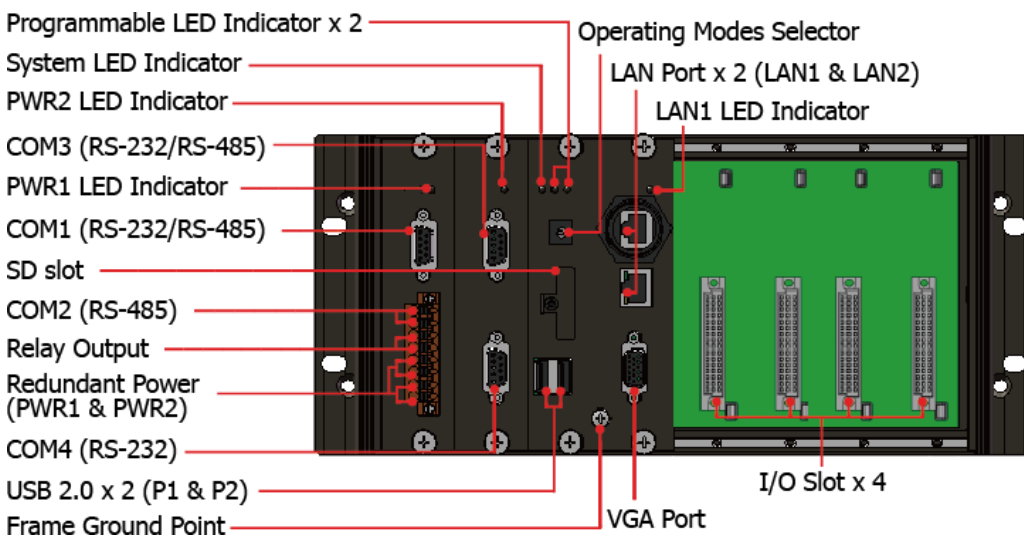 Programmable LED Indicator x 2
System LED Indicator
PWR2 LED Indicator
COM3 (RS-232/RS-485)
PWR1 LED Indicator
COM1 (RS-232/RS-485)
SD slot
COM2 (RS-485)
Relay Output
Redundant Power
(PWR1 & PWR2)
COM4 (RS-232)
USB 2.0 x 2 (P1 & P2)
Frame Ground Point
Operating Modes Selector
LAN Port x 2 (LAN1 & LAN2)
LAN1 LED Indicator
I/O Slot x 4
VGA Port